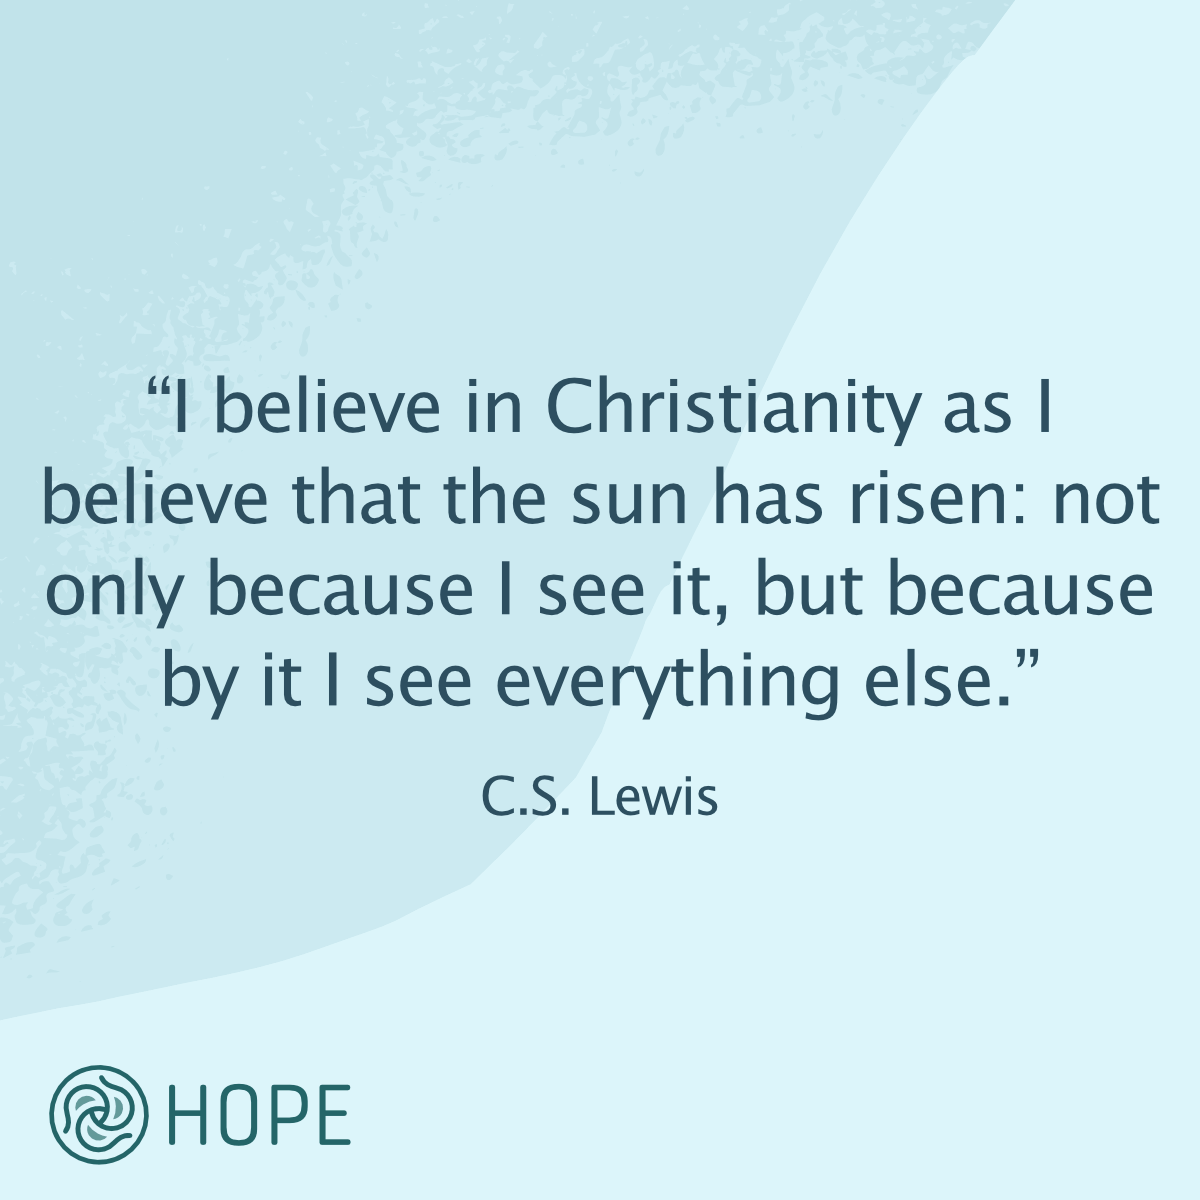 “I believe in Christianity as I
believe that the sun has risen: not
only because I see it, but because
by it I see everything else.”
C.S. Lewis
HOPE